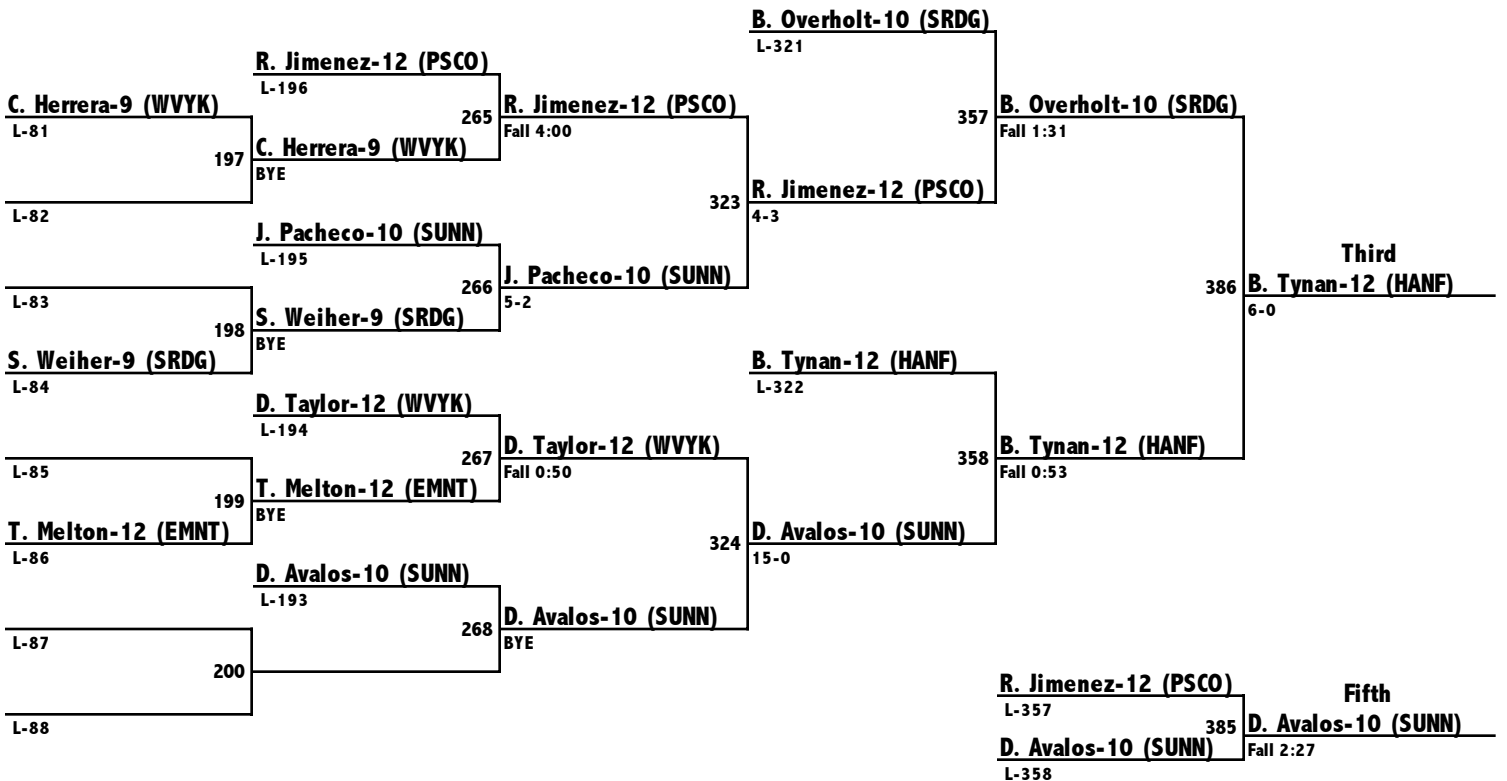 C. Herrera-9 (WVYK)
L-81
L-82
L-83
S. Weiher-9 (SRDG)
L-84
L-85
T. Melton-12 (EMNT)
L-86
L-87
L-88
R. Jimenez-12 (PSCO)
L-196
197
C. Herrera-9 (WVYK)
BYE
J. Pacheco-10 (SUNN)
L-195
198
S. Weiher-9 (SRDG)
BYE
D. Taylor-12 (WVYK)
L-194
199
T. Melton-12 (EMNT)
BYE
D. Avalos-10 (SUNN)
L-193
200
265
R. Jimenez-12 (PSCO)
Fall 4:00
266
J. Pacheco-10 (SUNN)
5-2
267
D. Taylor-12 (WVYK)
Fall 0:50
268
D. Avalos-10 (SUNN)
BYE
B. Overholt-10 (SRDG)
L-321
323
R. Jimenez-12 (PSCO)
4-3
B. Tynan-12 (HANF)
L-322
324
D. Avalos-10 (SUNN)
15-0
357
B. Overholt-10 (SRDG)
Fall 1:31
358
B. Tynan-12 (HANF)
Fall 0:53
Third
386
B. Tynan-12 (HANF)
6-0
R. Jimenez-12 (PSCO)
L-357
D. Avalos-10 (SUNN)
L-358
Fifth
385
D. Avalos-10 (SUNN)
Fall 2:27